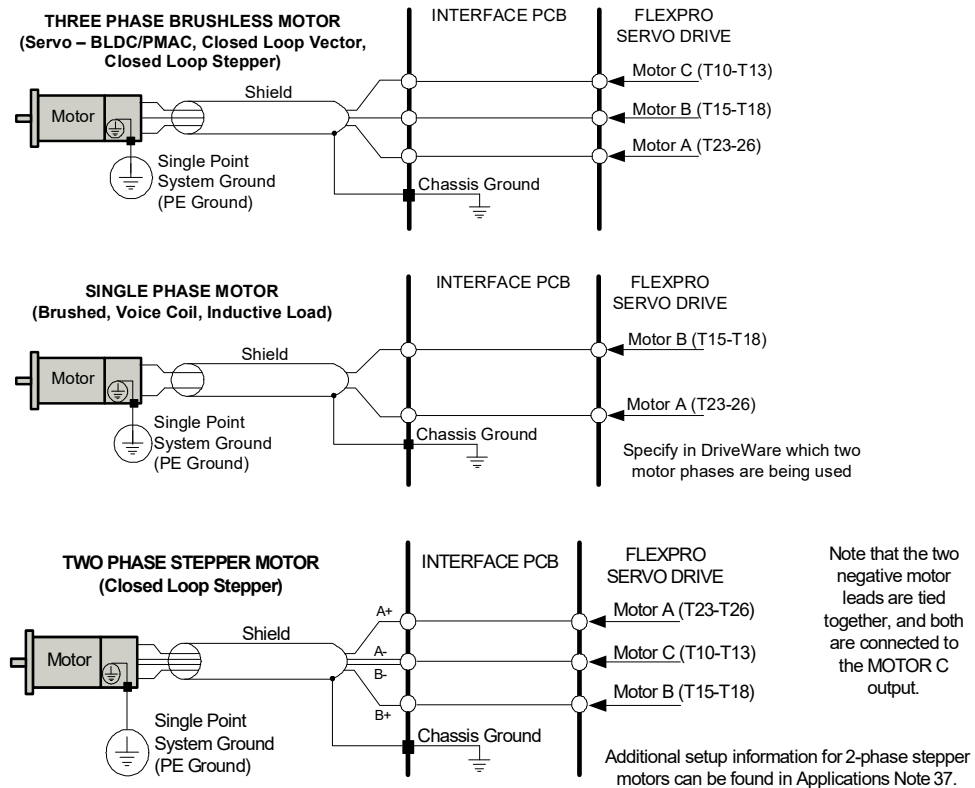 THREE PHASE BRUSHLESS MOTOR
(Servo – BLDC/PMAC, Closed Loop Vector,
Closed Loop Stepper)
INTERFACE PCB
FLEXPRO
SERVO DRIVE
Motor
Shield
Motor C (T10-T13)
Motor B (T15-T18)
Motor A (T23-26)
Single Point
System Ground
(PE Ground)
Chassis Ground
SINGLE PHASE MOTOR
(Brushed, Voice Coil, Inductive Load)
INTERFACE PCB
FLEXPRO
SERVO DRIVE
Motor
Shield
Motor B (T15-T18)
Motor A (T23-26)
Single Point
System Ground
(PE Ground)
Chassis Ground
Specify in DriveWare which two
motor phases are being used
TWO PHASE STEPPER MOTOR
(Closed Loop Stepper)
INTERFACE PCB
FLEXPRO
SERVO DRIVE
Motor
Shield
A+
A-
B-
B+
Motor A (T23-T26)
Motor C (T10-T13)
Motor B (T15-T18)
Single Point
System Ground
(PE Ground)
Chassis Ground
Note that the two
negative motor
leads are tied
together, and both
are connected to
the MOTOR C
output.
Additional setup information for 2-phase stepper
motors can be found in Applications Note 37.